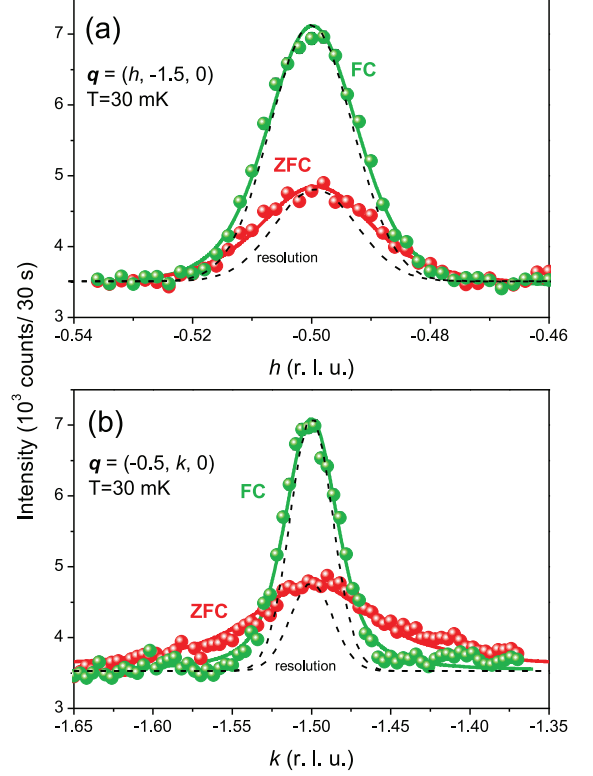 (a)
q = (h, -1.5, 0)
T=30 mK
FC
ZFC
resolution
7
6
5
4
3
-0.54
-0.52
-0.50
-0.48
-0.46
h (r. l. u.)
Intensity (10³ counts/ 30 s)
(b)
q = (-0.5, k, 0)
T=30 mK
FC
ZFC
resolution
7
6
5
4
3
-1.65
-1.60
-1.55
-1.50
-1.45
-1.40
-1.35
k (r. l. u.)